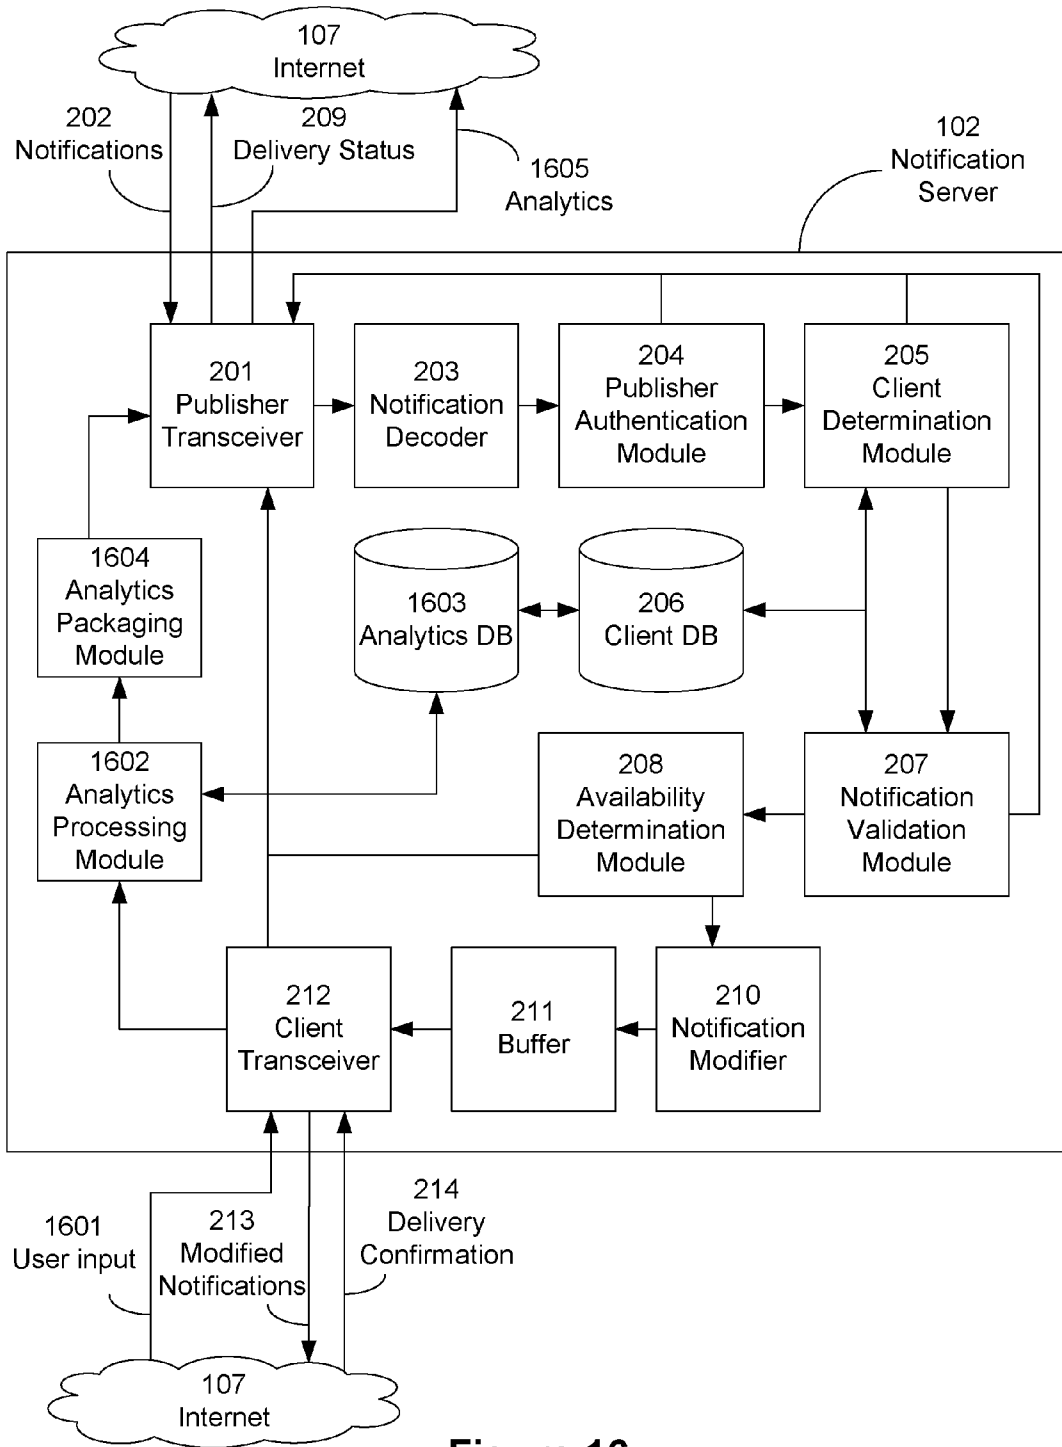 107
Internet
202
Notifications
209
Delivery Status
1605
Analytics
102
Notification
Server
201
Publisher
Transceiver
203
Notification
Decoder
204
Publisher
Authentication
Module
205
Client
Determination
Module
1604
Analytics
Packaging
Module
1603
Analytics DB
206
Client DB
1602
Analytics
Processing
Module
208
Availability
Determination
Module
207
Notification
Validation
Module
212
Client
Transceiver
211
Buffer
210
Notification
Modifier
1601
User input
213
Modified
Notifications
214
Delivery
Confirmation
107
Internet
Figure 16